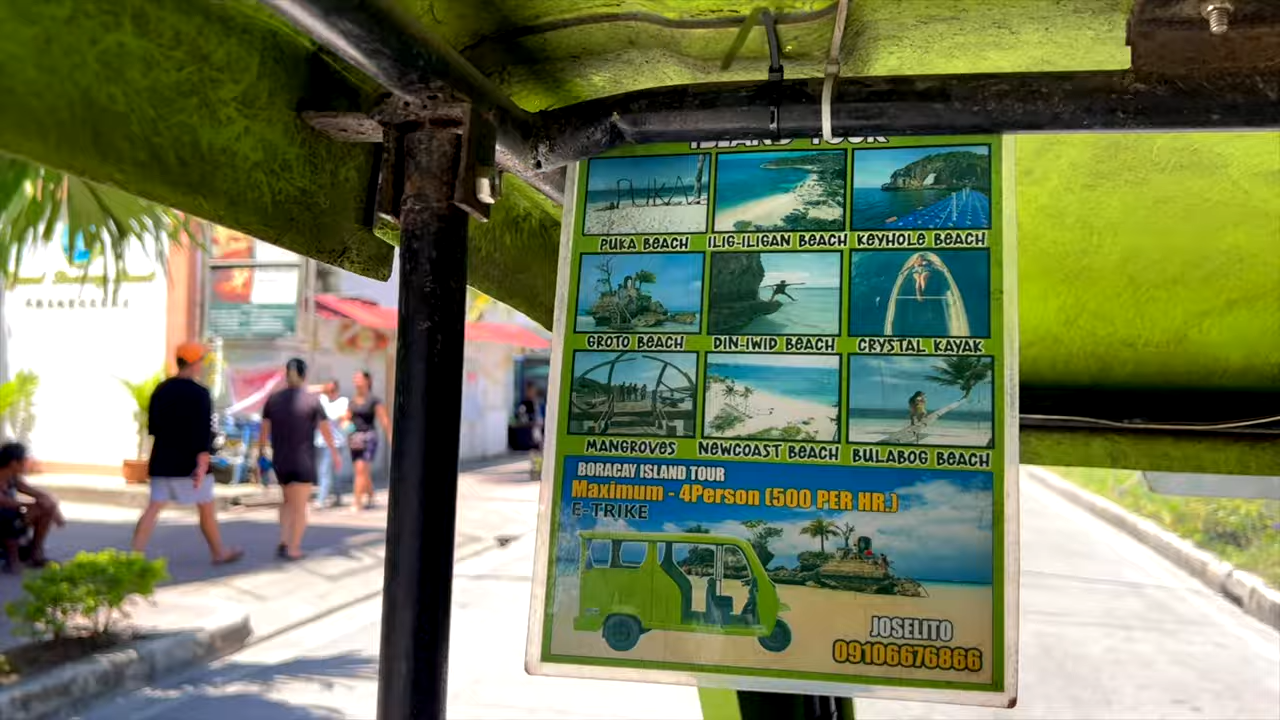 ISLAND TOUR
PUKA
PUKA BEACH
ILIG-ILIGAN BEACH
KEYHOLE BEACH
GROTO BEACH
DIN-IWID BEACH
CRYSTAL KAYAK
MANGROVES
NEWCOAST BEACH
BULABOG BEACH
BORACAY ISLAND TOUR
Maximum - 4Person (500 PER HR.)
E-TRIKE
JOSELITO
09106676866